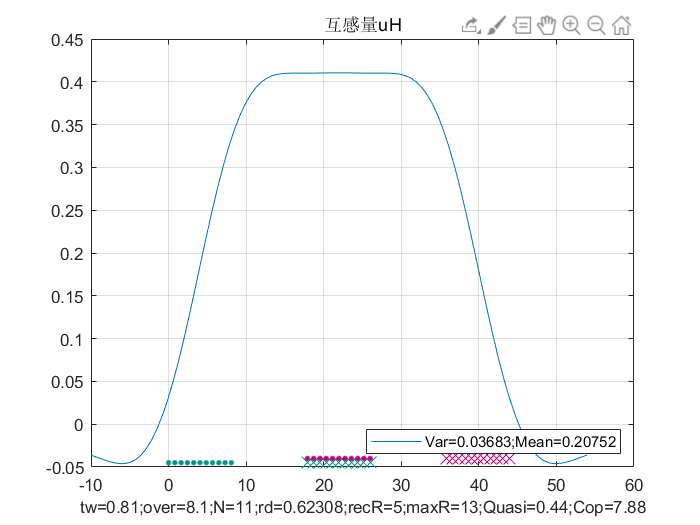 互感量uH
0.45
0.4
0.35
0.3
0.25
0.2
0.15
0.1
0.05
0
-0.05
Var=0.03683;Mean=0.20752
-10 0 10 20 30 40 50 60
tw=0.81;over=8.1;N=11;rd=0.62308;recR=5;maxR=13;Quasi=0.44;Cop=7.88